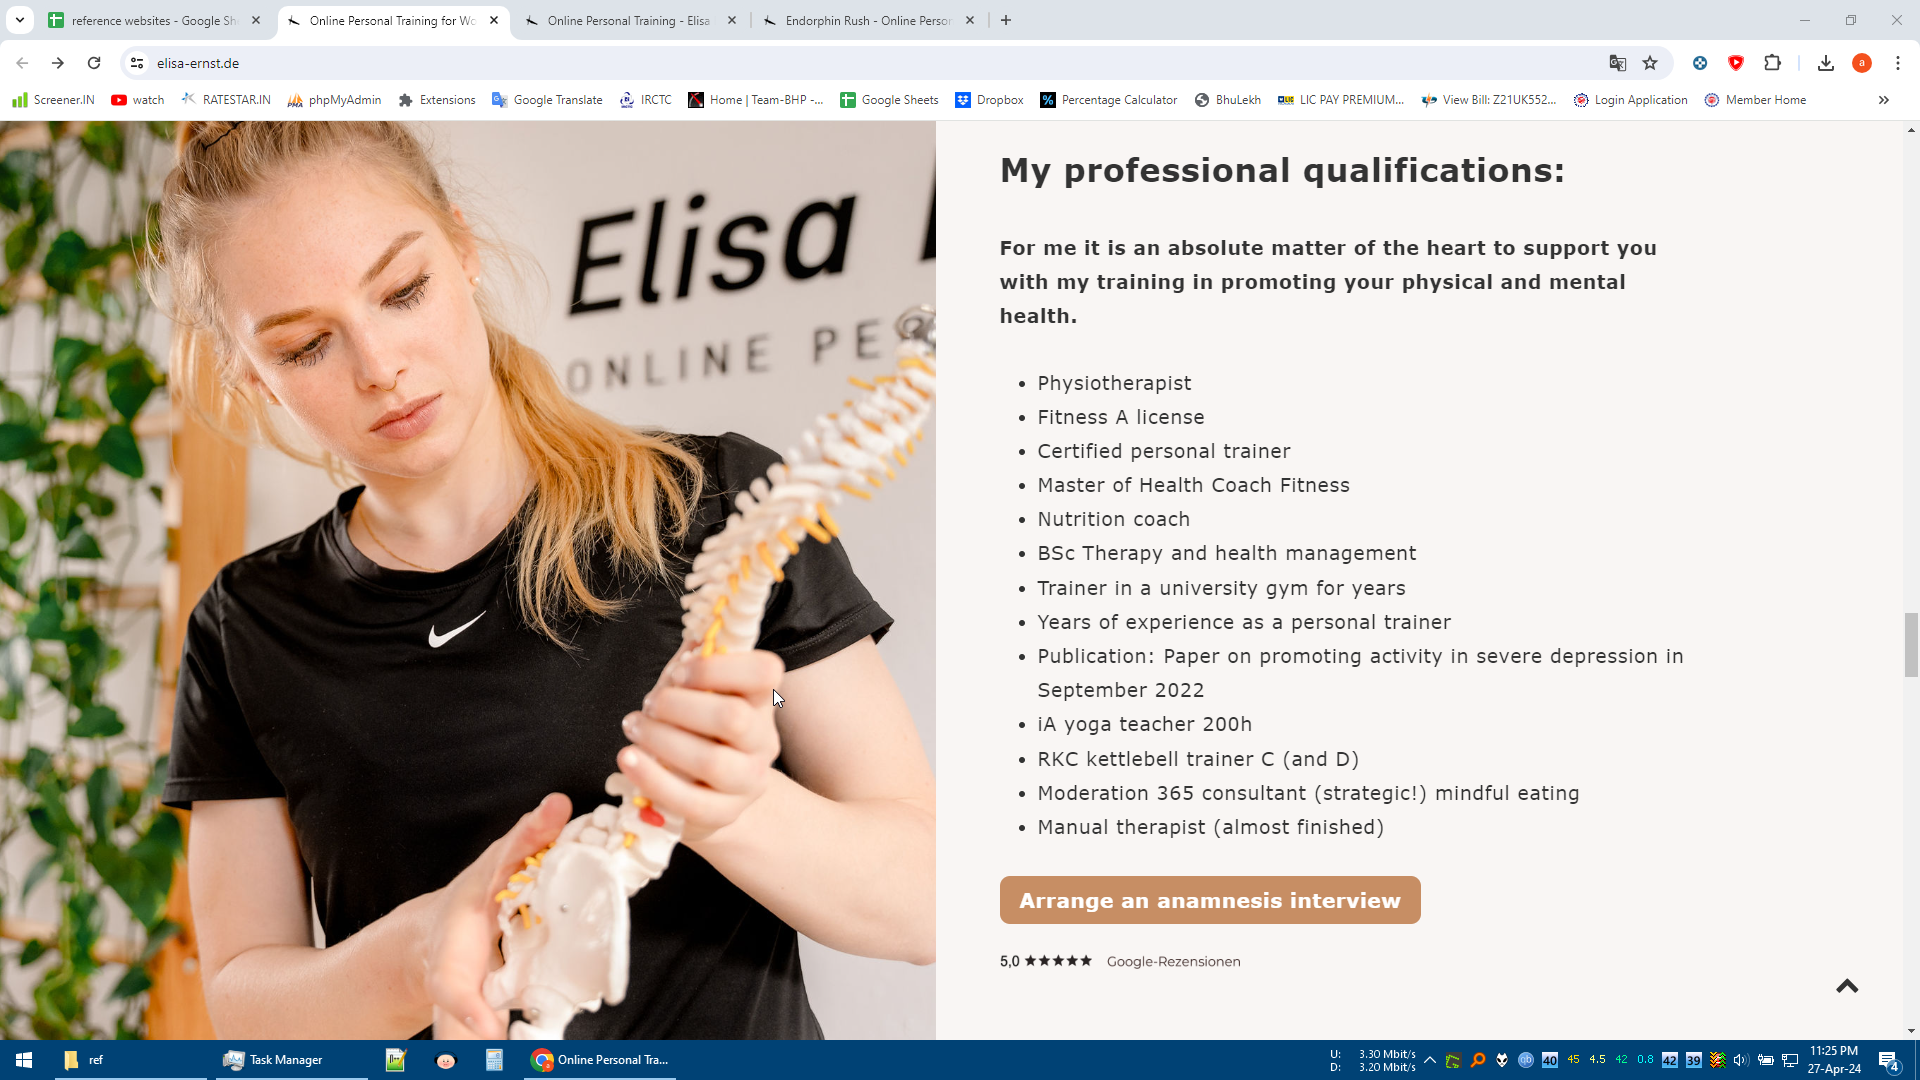 reference websites - Google She
Online Personal Training for Wo
Online Personal Training - Elisa
Endorphin Rush - Online Person
elisa-ernst.de
a
Screener.IN
watch
RATESTAR.IN
phpMyAdmin
Extensions
Google Translate
IRCTC
Home | Team-BHP -...
Google Sheets
Dropbox
Percentage Calculator
BhuLekh
LIC PAY PREMIUM...
View Bill: Z21UK552...
Login Application
Member Home
Elisa
ONLINE PER
My professional qualifications:
For me it is an absolute matter of the heart to support you
with my training in promoting your physical and mental
health.
• Physiotherapist
• Fitness A license
• Certified personal trainer
• Master of Health Coach Fitness
• Nutrition coach
• BSc Therapy and health management
• Trainer in a university gym for years
• Years of experience as a personal trainer
• Publication: Paper on promoting activity in severe depression in
September 2022
• iA yoga teacher 200h
• RKC kettlebell trainer C (and D)
• Moderation 365 consultant (strategic!) mindful eating
• Manual therapist (almost finished)
Arrange an anamnesis interview
5,0 ★★★★★ Google-Rezensionen
ref
Task Manager
Online Personal Tra...
U: 3.30 Mbit/s
D: 3.20 Mbit/s
40 45 4.5 42 0.8 42 39
11:25 PM
27-Apr-24
4